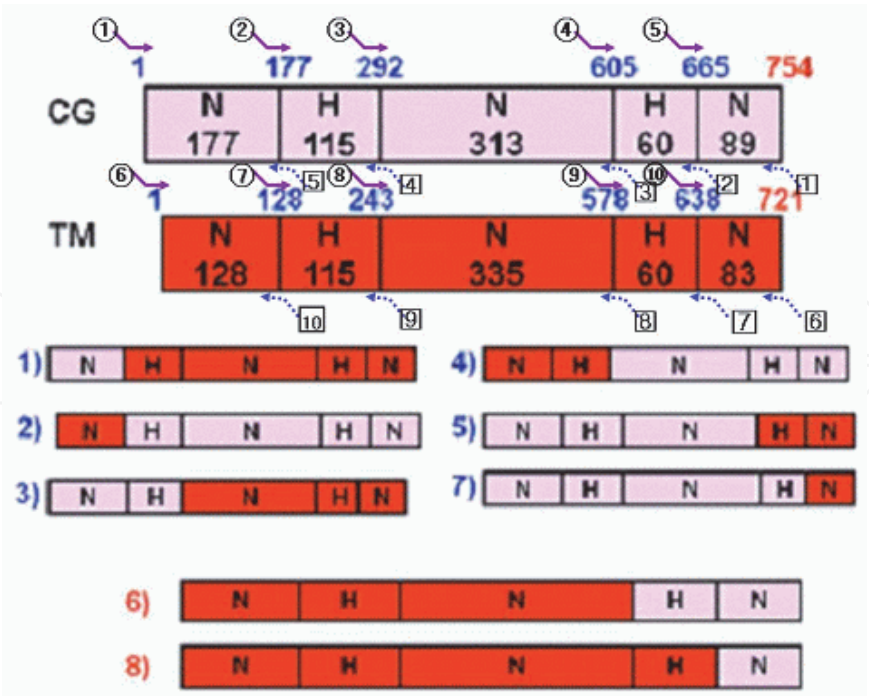 ① ② ③ ④ ⑤
1 177 292 605 665 754
CG N H N H N
177 115 313 60 89
⑥ ⑦ 5 ⑧ 4 ⑨ 3 ⑩ 2 1
1 128 243 578 638 721
TM N H N H N
128 115 335 60 83
10 9 8 7 6
1) N H N H N
4) N H N H N
2) N H N H N
5) N H N H N
3) N H N H N
7) N H N H N
6) N H N H N
8) N H N H N